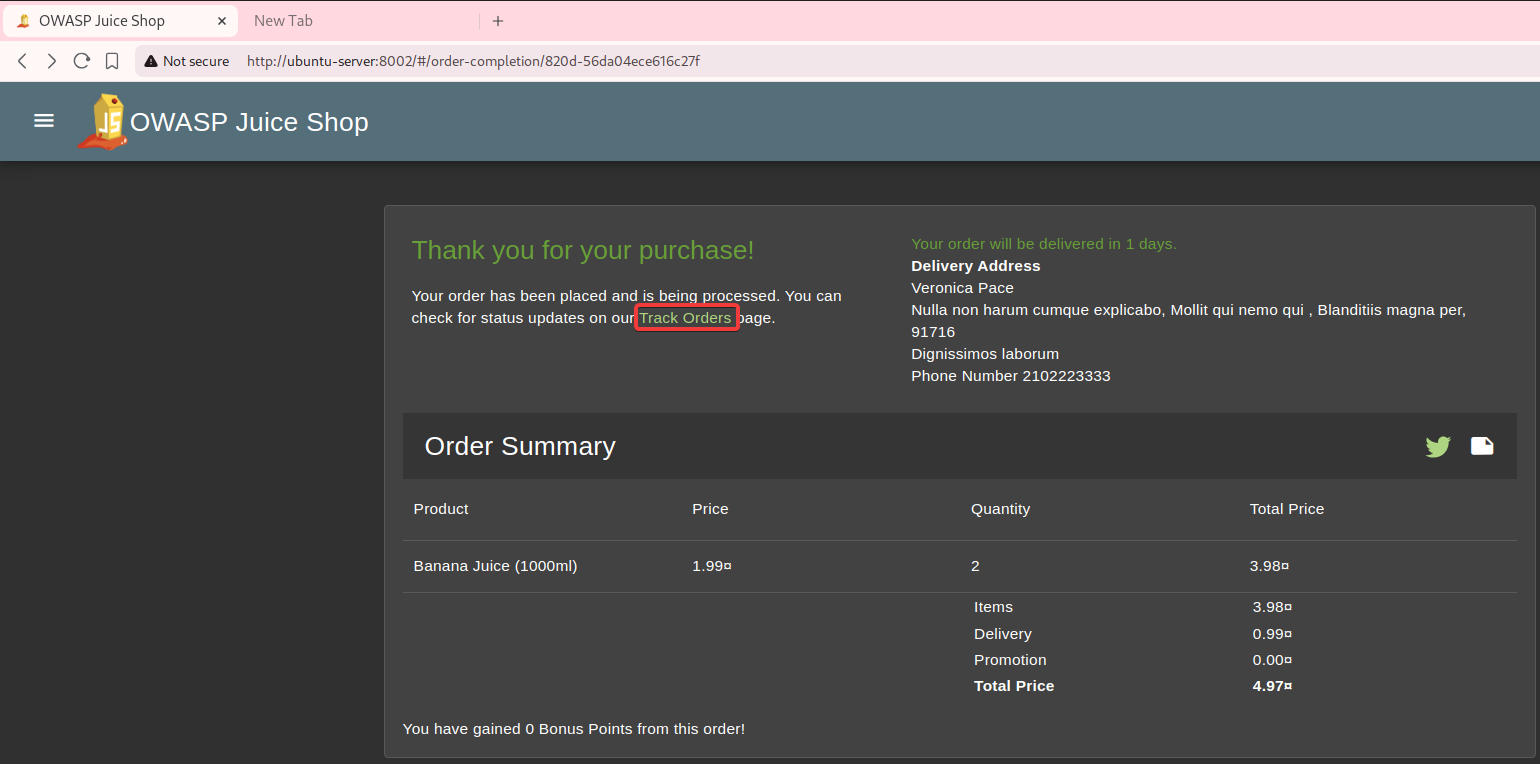 OWASP Juice Shop
New Tab
Not secure http://ubuntu-server:8002/#/order-completion/820d-56da04ece616c27f
JS
OWASP Juice Shop
Thank you for your purchase!
Your order has been placed and is being processed. You can
check for status updates on our Track Orders page.
Your order will be delivered in 1 days.
Delivery Address
Veronica Pace
Nulla non harum cumque explicabo, Mollit qui nemo qui , Blanditiis magna per,
91716
Dignissimos laborum
Phone Number 2102223333
Order Summary
Product Price Quantity Total Price
Banana Juice (1000ml) 1.99¤ 2 3.98¤
Items 3.98¤
Delivery 0.99¤
Promotion 0.00¤
Total Price 4.97¤
You have gained 0 Bonus Points from this order!